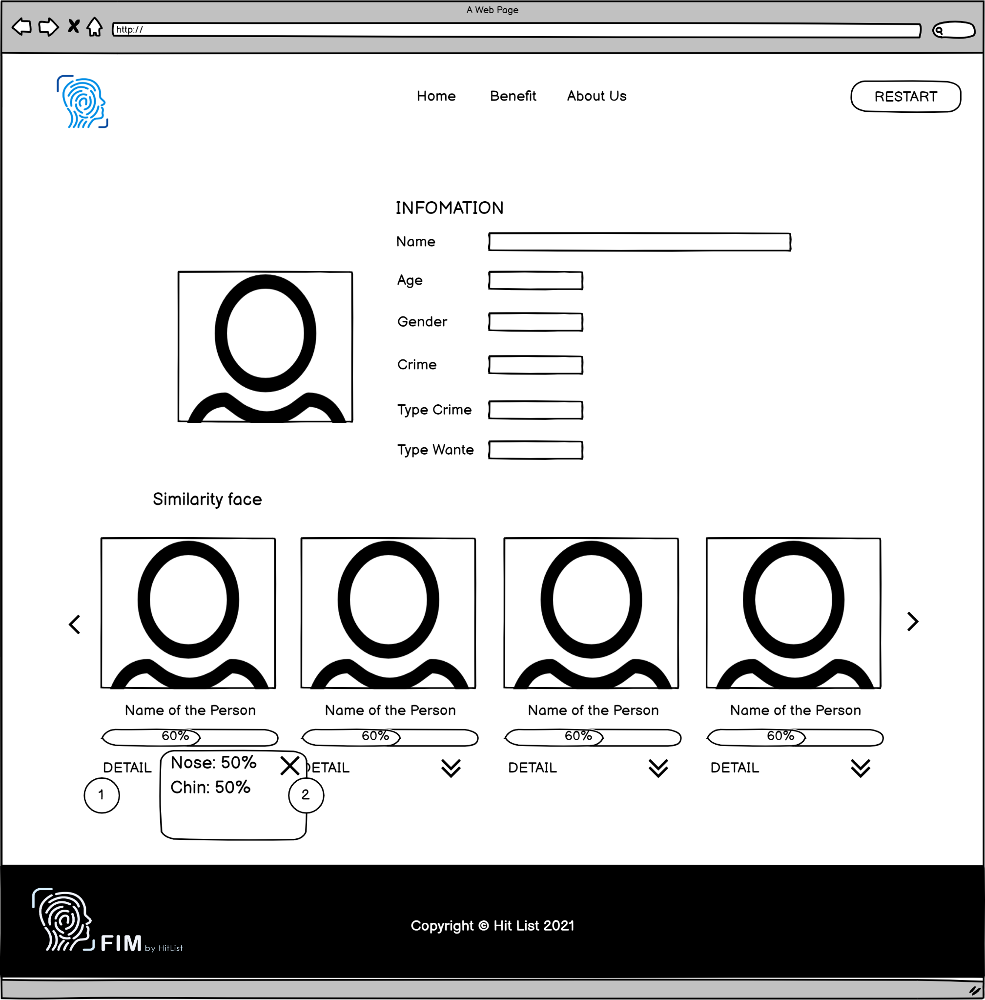 A Web Page
http://
Home Benefit About Us RESTART
INFOMATION
Name
Age
Gender
Crime
Type Crime
Type Wante
Similarity face
Name of the Person Name of the Person Name of the Person Name of the Person
60% 60% 60% 60%
DETAIL Nose: 50% DETAIL DETAIL DETAIL
Chin: 50%
1 2
FIM by HitList
Copyright © Hit List 2021